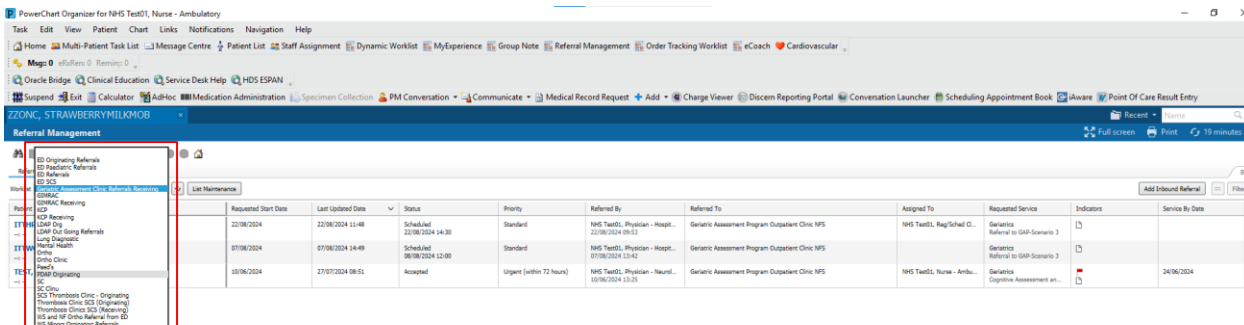 PowerChart Organizer for NHS Test01, Nurse - Ambulatory
Task Edit View Patient Chart Links Notifications Navigation Help
Home Multi-Patient Task List Message Centre Patient List Staff Assignment Dynamic Worklist MyExperience Group Note Referral Management Order Tracking Worklist eCoach Cardiovascular
Msg: 0 eRxRen: 0 Remin: 0
Oracle Bridge Clinical Education Service Desk Help HDS ESPAN
Suspend Exit Calculator AdHoc Medication Administration Specimen Collection PM Conversation Communicate Medical Record Request Add Charge Viewer Discern Reporting Portal Conversation Launcher Scheduling Appointment Book iAware Point Of Care Result Entry
ZZONC, STRAWBERRYMILKMOB × Recent Name
Referral Management Full screen Print 19 minutes
ED Originating Referrals
ED Paediatric Referrals
ED Referrals
ED SCS
Geriatric Assessment Clinic Referrals Receiving
GIMRAC
GIMRAC Receiving
KCP
KCP Receiving
LDAP Org
LDAP Out Going Referrals
Lung Diagnostic
Mental Health
Ortho
Ortho Clinic
Paed's
PDAP Orginating
SC
SC Clinu
SCS Thrombosis Clinic - Originating
Thrombosis Clinic SCS (Originating)
Thrombosis Clinics SCS (Receiving)
WS and NF Ortho Referral from ED
WS Minors Originating Referrals
List Maintenance Add Inbound Referral Filte
Patient Requested Start Date Last Updated Date Status Priority Referred By Referred To Assigned To Requested Service Indicators Service By Date
22/08/2024 22/08/2024 11:48 Scheduled Standard NHS Test01, Physician - Hospit... Geriatric Assessment Program Outpatient Clinic NFS NHS Test01, Reg/Sched Cl... Geriatrics
22/08/2024 14:30 22/08/2024 09:53 Referral to GAP-Scenario 3
07/08/2024 07/08/2024 14:49 Scheduled Standard NHS Test01, Physician - Hospit... Geriatric Assessment Program Outpatient Clinic NFS Geriatrics
08/08/2024 12:00 07/08/2024 13:42 Referral to GAP-Scenario 3
TEST, 10/06/2024 27/07/2024 08:51 Accepted Urgent (within 72 hours) NHS Test01, Physician - Neurol... Geriatric Assessment Program Outpatient Clinic NFS NHS Test01, Nurse - Ambu... Geriatrics 24/06/2024
10/06/2024 13:25 Cognitive Assessment an...